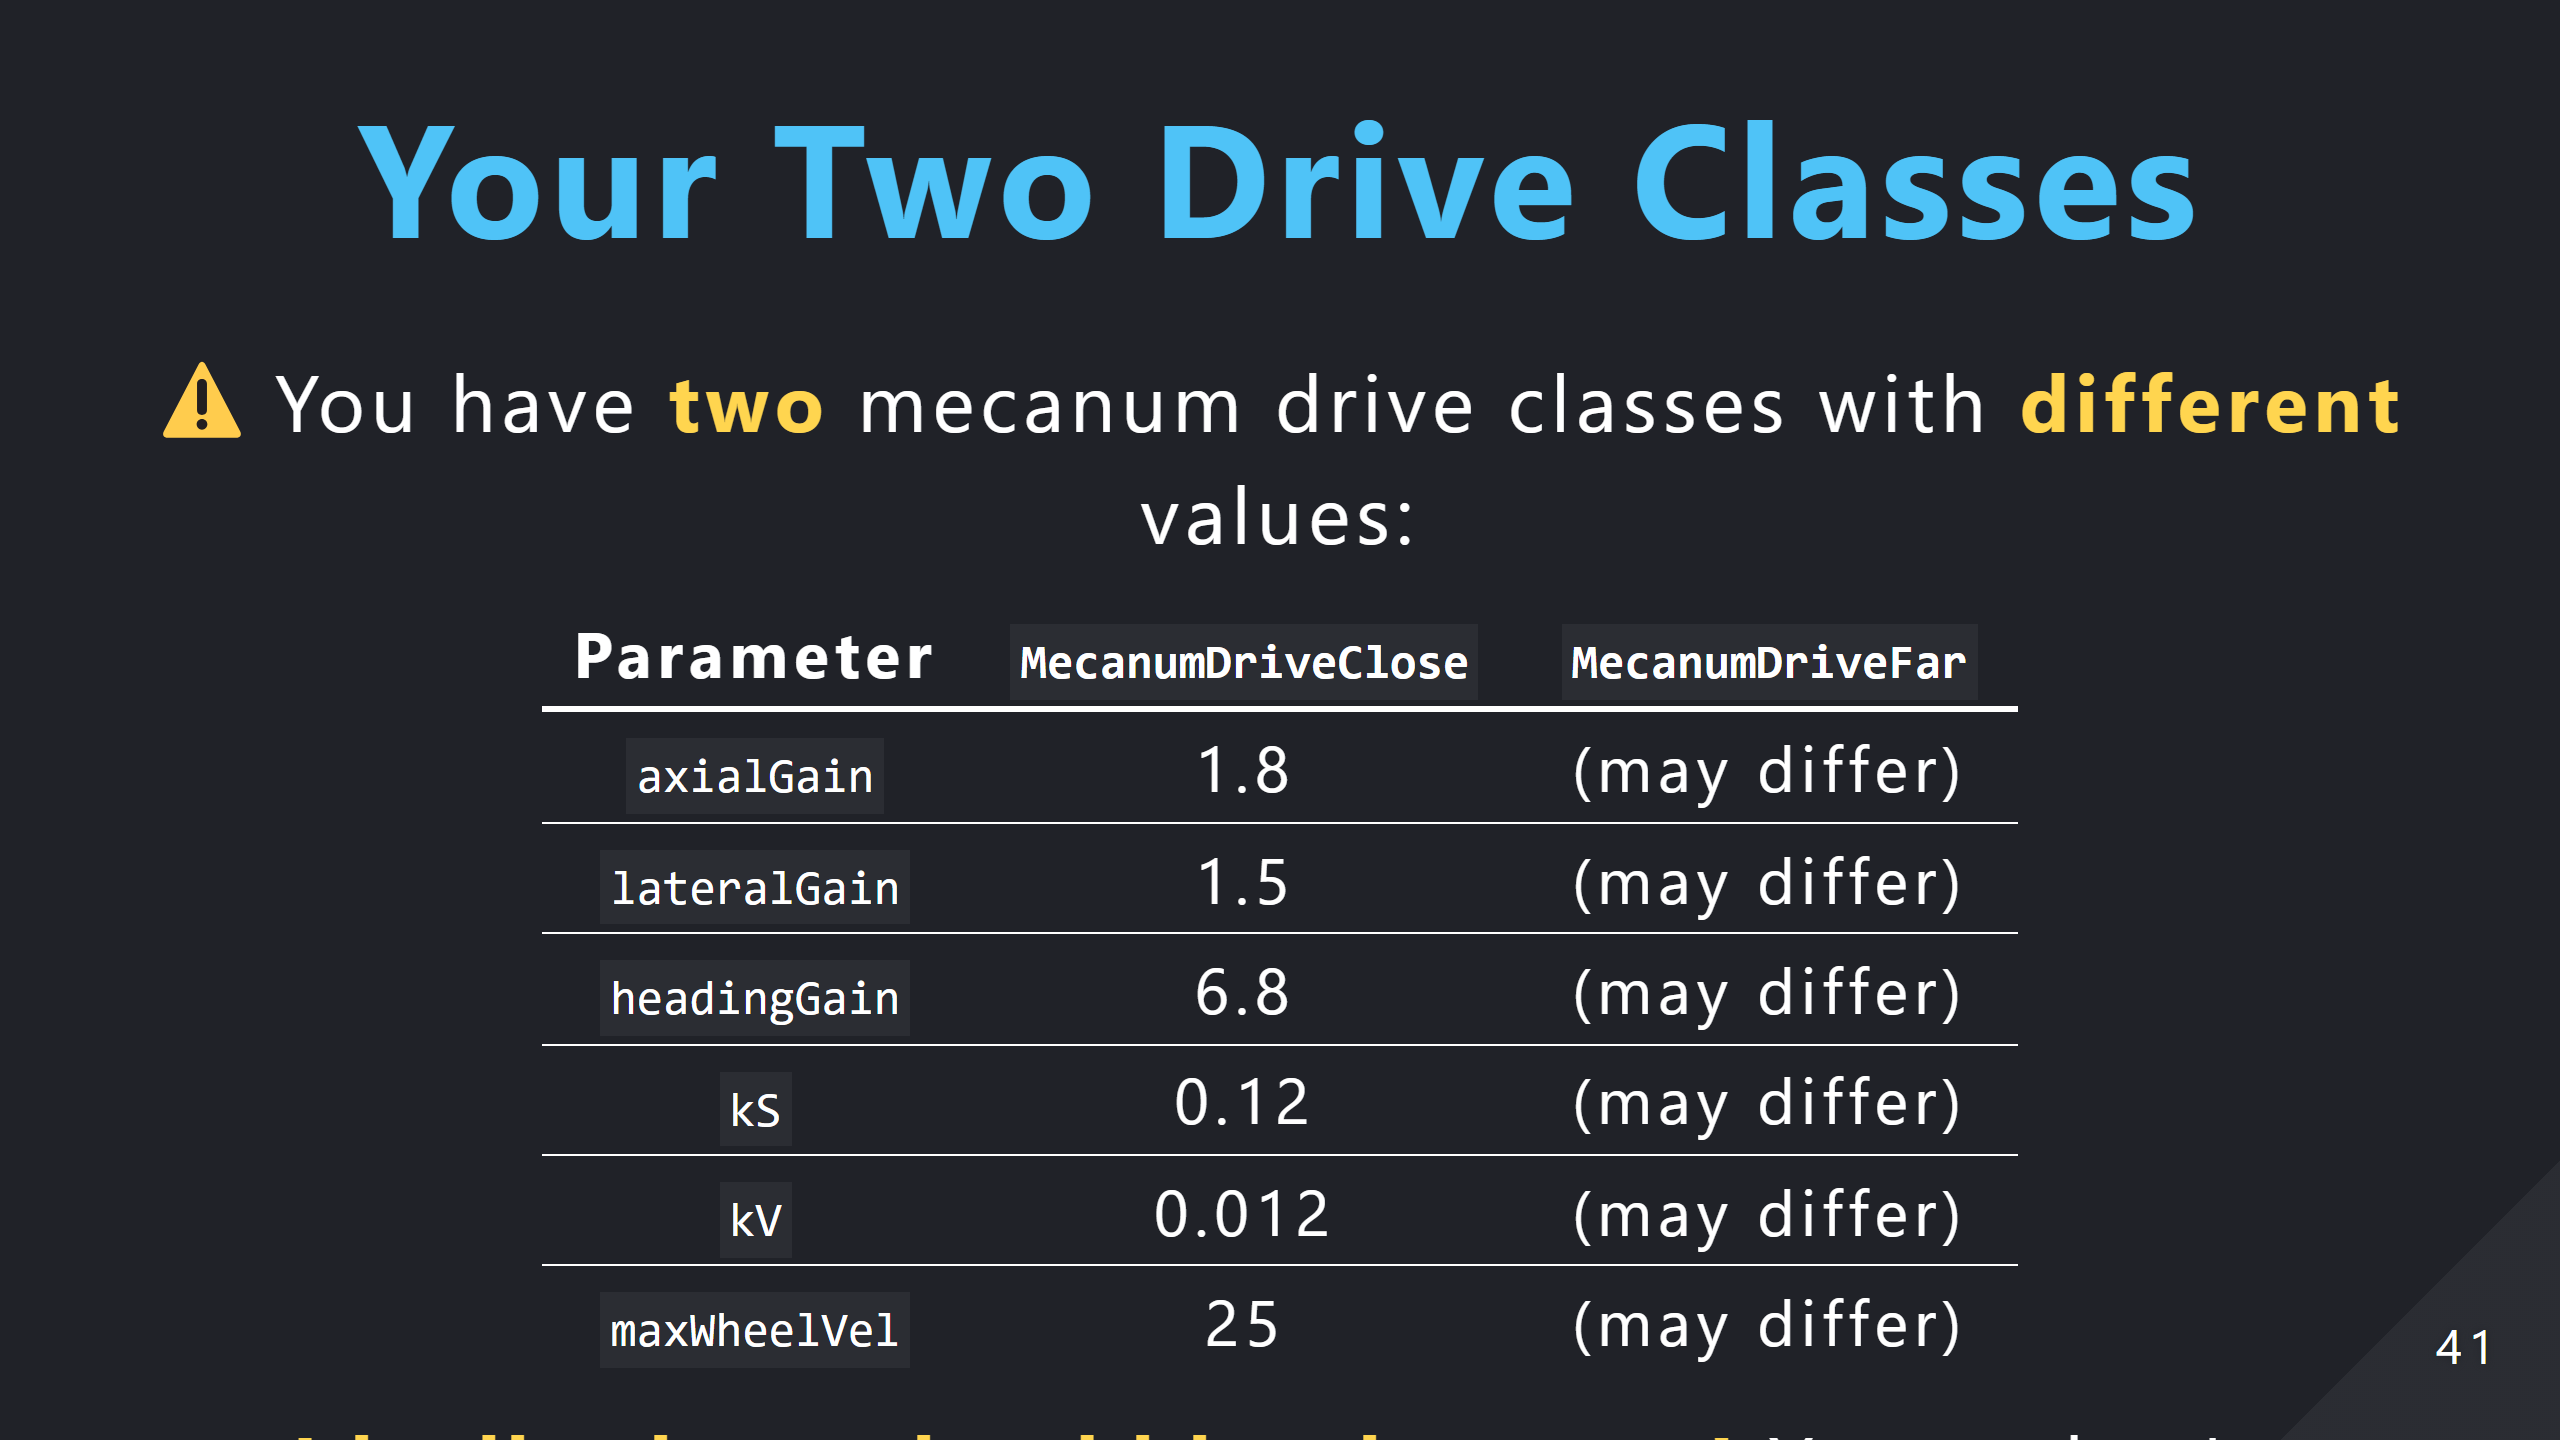 Your Two Drive Classes
⚠ You have two mecanum drive classes with different
values:
Parameter MecanumDriveClose MecanumDriveFar
axialGain 1.8 (may differ)
lateralGain 1.5 (may differ)
headingGain 6.8 (may differ)
kS 0.12 (may differ)
kV 0.012 (may differ)
maxWheelVel 25 (may differ)
41